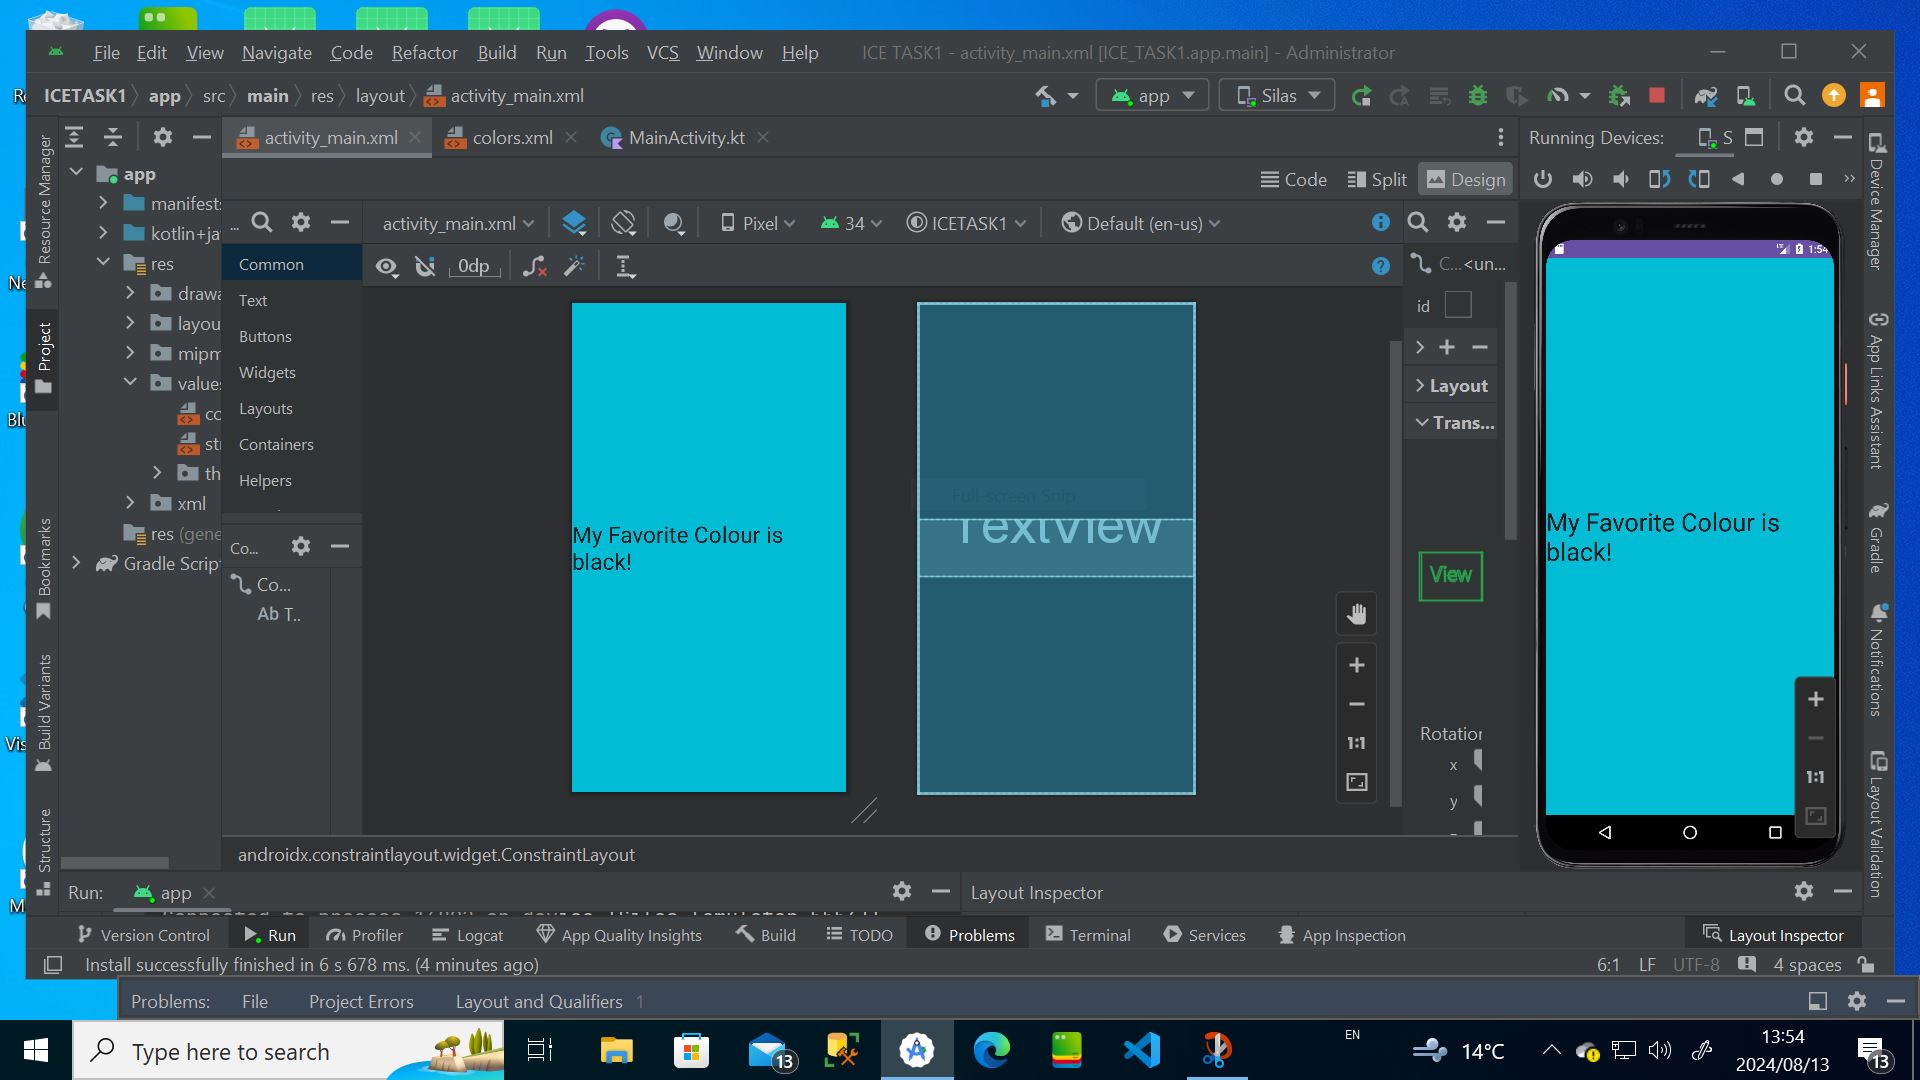 File Edit View Navigate Code Refactor Build Run Tools VCS Window Help ICE TASK1 - activity_main.xml [ICE_TASK1.app.main] - Administrator
ICETASK1 app src main res layout activity_main.xml app Silas
activity_main.xml colors.xml MainActivity.kt Running Devices: S
Code Split Design
app
manifests
kotlin+ja
res
drawa
layou
mipm
values
co
str
th
xml
res (gene
Gradle Script
... activity_main.xml Pixel 34 ICETASK1 Default (en-us)
0dp
Common
Text
Buttons
Widgets
Layouts
Containers
Helpers
Co...
Co...
Ab T..
My Favorite Colour is
black!
Full-screen Snip
TextView
C... <un...
id
Layout
Trans...
View
Rotation
x
y
1:1
1:54
My Favorite Colour is
black!
1:1
Resource Manager
Project
Bookmarks
Build Variants
Structure
Device Manager
App Links Assistant
Gradle
Notifications
Layout Validation
androidx.constraintlayout.widget.ConstraintLayout
Run: app Layout Inspector
Version Control Run Profiler Logcat App Quality Insights Build TODO Problems Terminal Services App Inspection Layout Inspector
Install successfully finished in 6 s 678 ms. (4 minutes ago) 6:1 LF UTF-8 4 spaces
Problems: File Project Errors Layout and Qualifiers 1
Type here to search 13 EN 14°C 13:54
2024/08/13 13